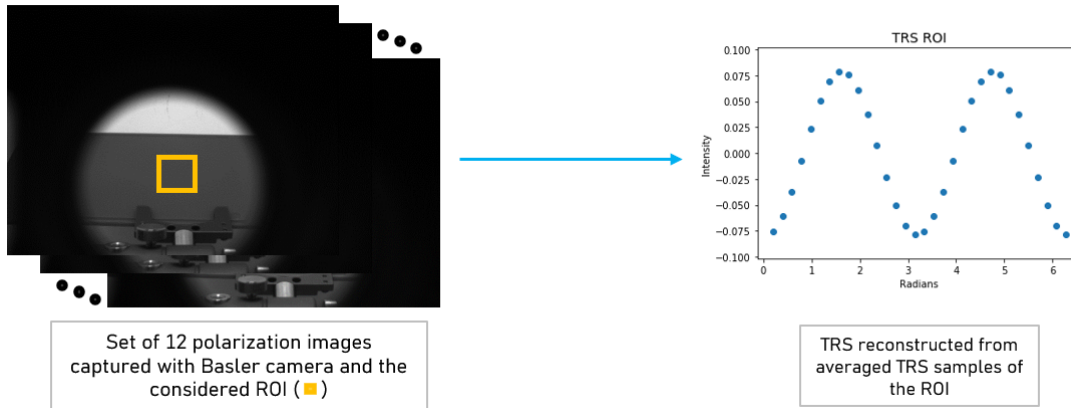 TRS ROI
0.100
0.075
0.050
0.025
0.000
−0.025
−0.050
−0.075
−0.100
Intensity
0 1 2 3 4 5 6
Radians
Set of 12 polarization images
captured with Basler camera and the
considered ROI ( )
TRS reconstructed from
averaged TRS samples of
the ROI